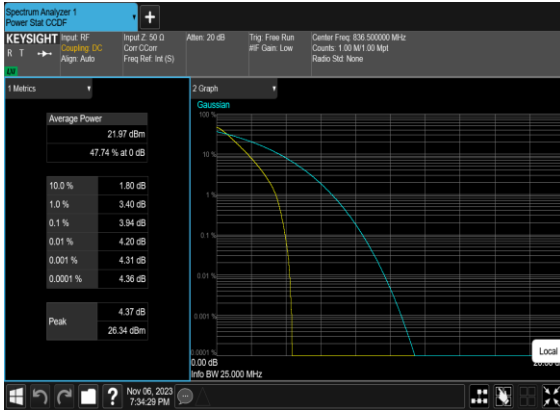 Spectrum Analyzer 1
Power Stat CCDF
KEYSIGHT
R T
Input: RF
Coupling: DC
Align: Auto
Input Z: 50 Ω
Corr CCorr
Freq Ref: Int (S)
Atten: 20 dB
Trig: Free Run
#IF Gain: Low
Center Freq: 836.500000 MHz
Counts: 1.00 M/1.00 Mpt
Radio Std: None
1 Metrics
Average Power
21.97 dBm
47.74 % at 0 dB
10.0 % 1.80 dB
1.0 % 3.40 dB
0.1 % 3.94 dB
0.01 % 4.20 dB
0.001 % 4.31 dB
0.0001 % 4.36 dB
Peak
4.37 dB
26.34 dBm
2 Graph
Gaussian
100 %
10 %
1 %
0.1 %
0.01 %
0.001 %
0.0001 %
0.00 dB
Info BW 25.000 MHz
Local
Nov 06, 2023
7:34:29 PM